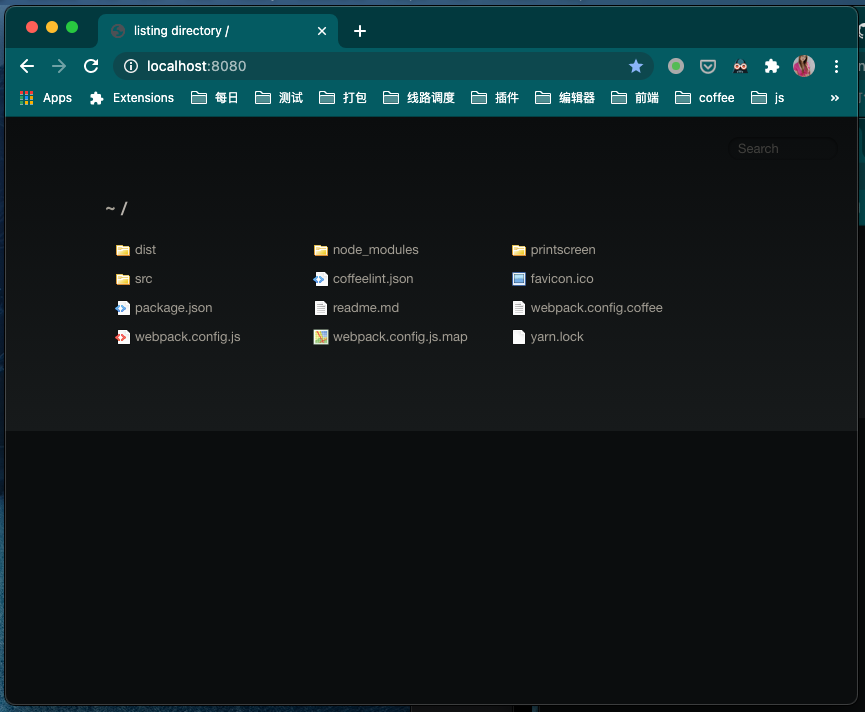 listing directory /
localhost:8080
Apps Extensions 每日 测试 打包 线路调度 插件 编辑器 前端 coffee js »
Search
~ /
dist node_modules printscreen
src coffeelint.json favicon.ico
package.json readme.md webpack.config.coffee
webpack.config.js webpack.config.js.map yarn.lock